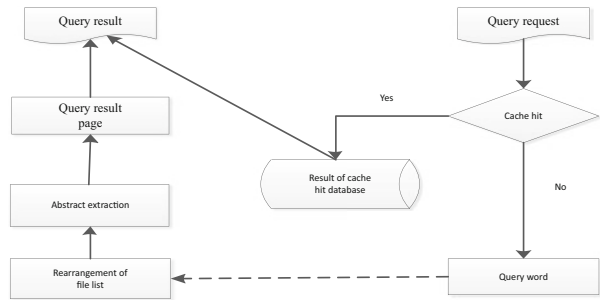 Query result
Query request
Query result
page
Yes
Cache hit
Result of cache
hit database
No
Abstract extraction
Rearrangement of
file list
Query word